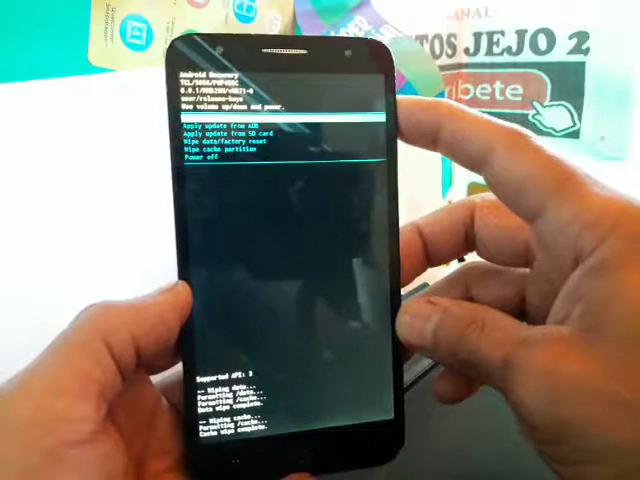 CANAL
TOS JEJO 2
ribete
Android Recovery
user/release-keys
Use volume up/down and power.
Apply update from ADB
Apply update from SD card
Wipe data/factory reset
Wipe cache partition
Power off
Supported API: 3
-- Wiping data...
Formatting /data...
Formatting /cache...
Data wipe complete.
-- Wiping cache...
Formatting /cache...
Cache wipe complete.